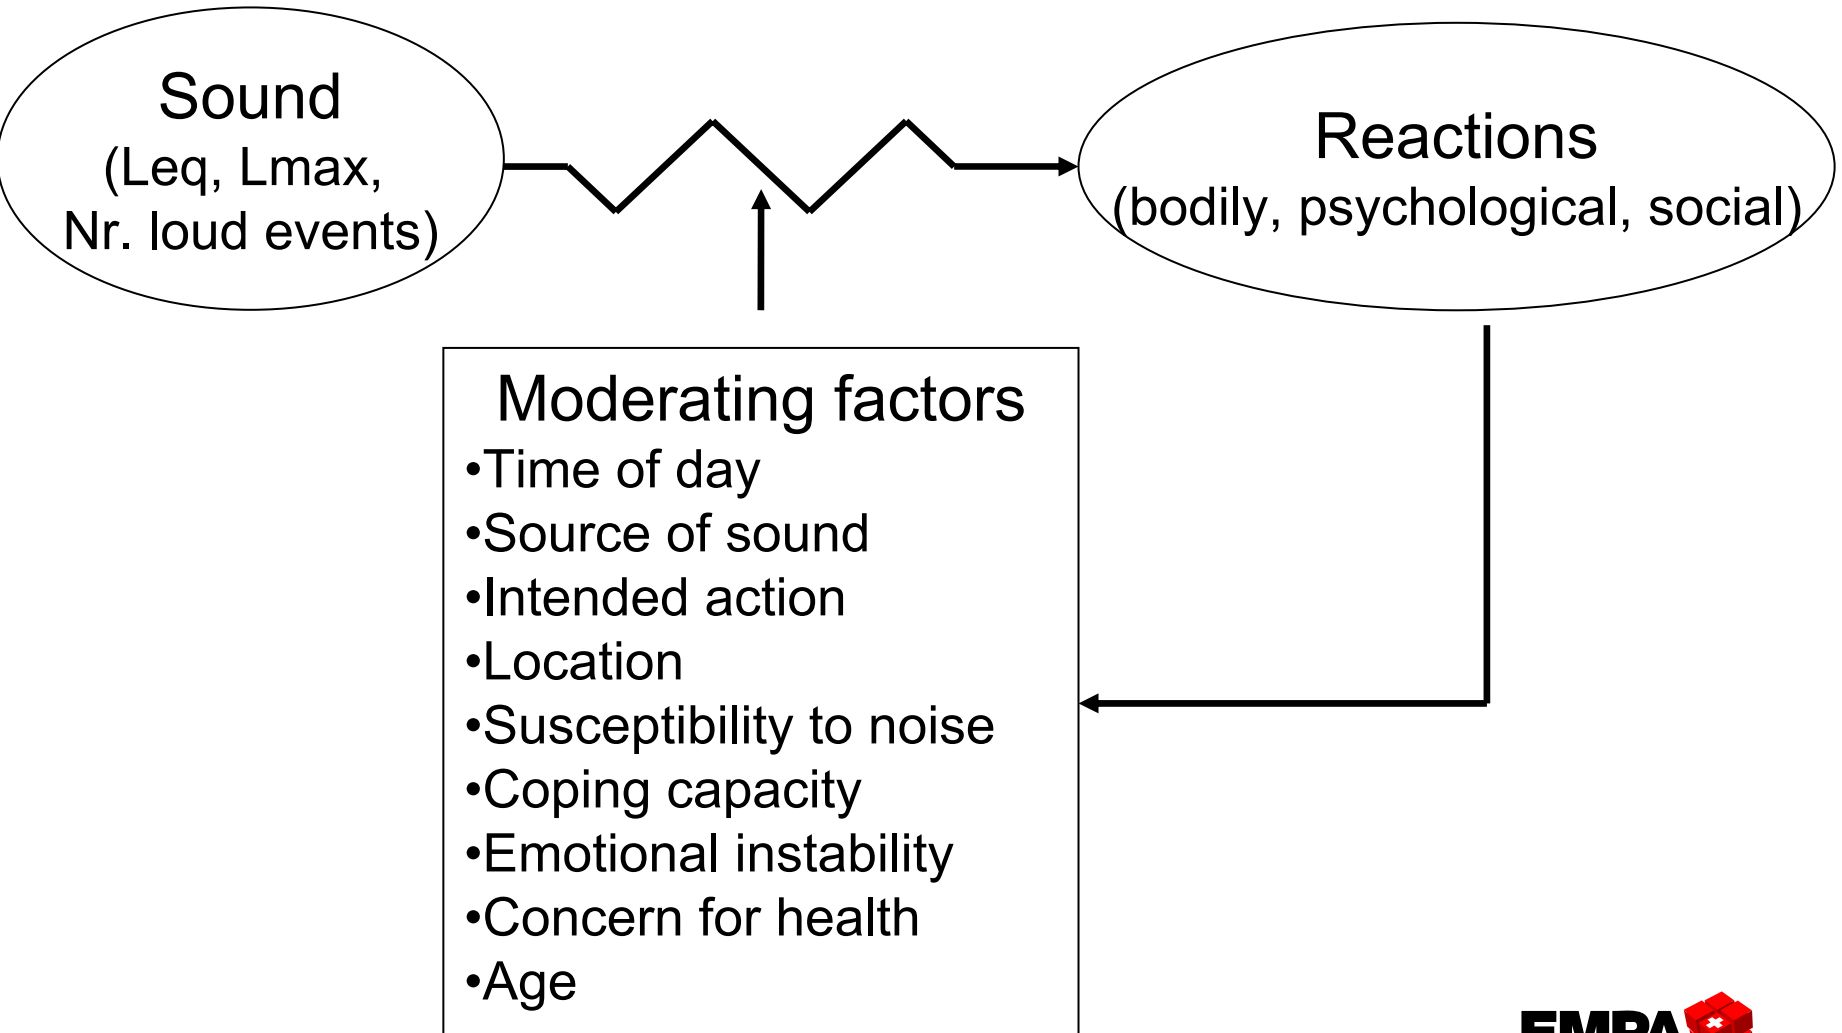 Sound
(Leq, Lmax,
Nr. loud events)
Reactions
(bodily, psychological, social)
Moderating factors
•Time of day
•Source of sound
•Intended action
•Location
•Susceptibility to noise
•Coping capacity
•Emotional instability
•Concern for health
•Age
EMPA